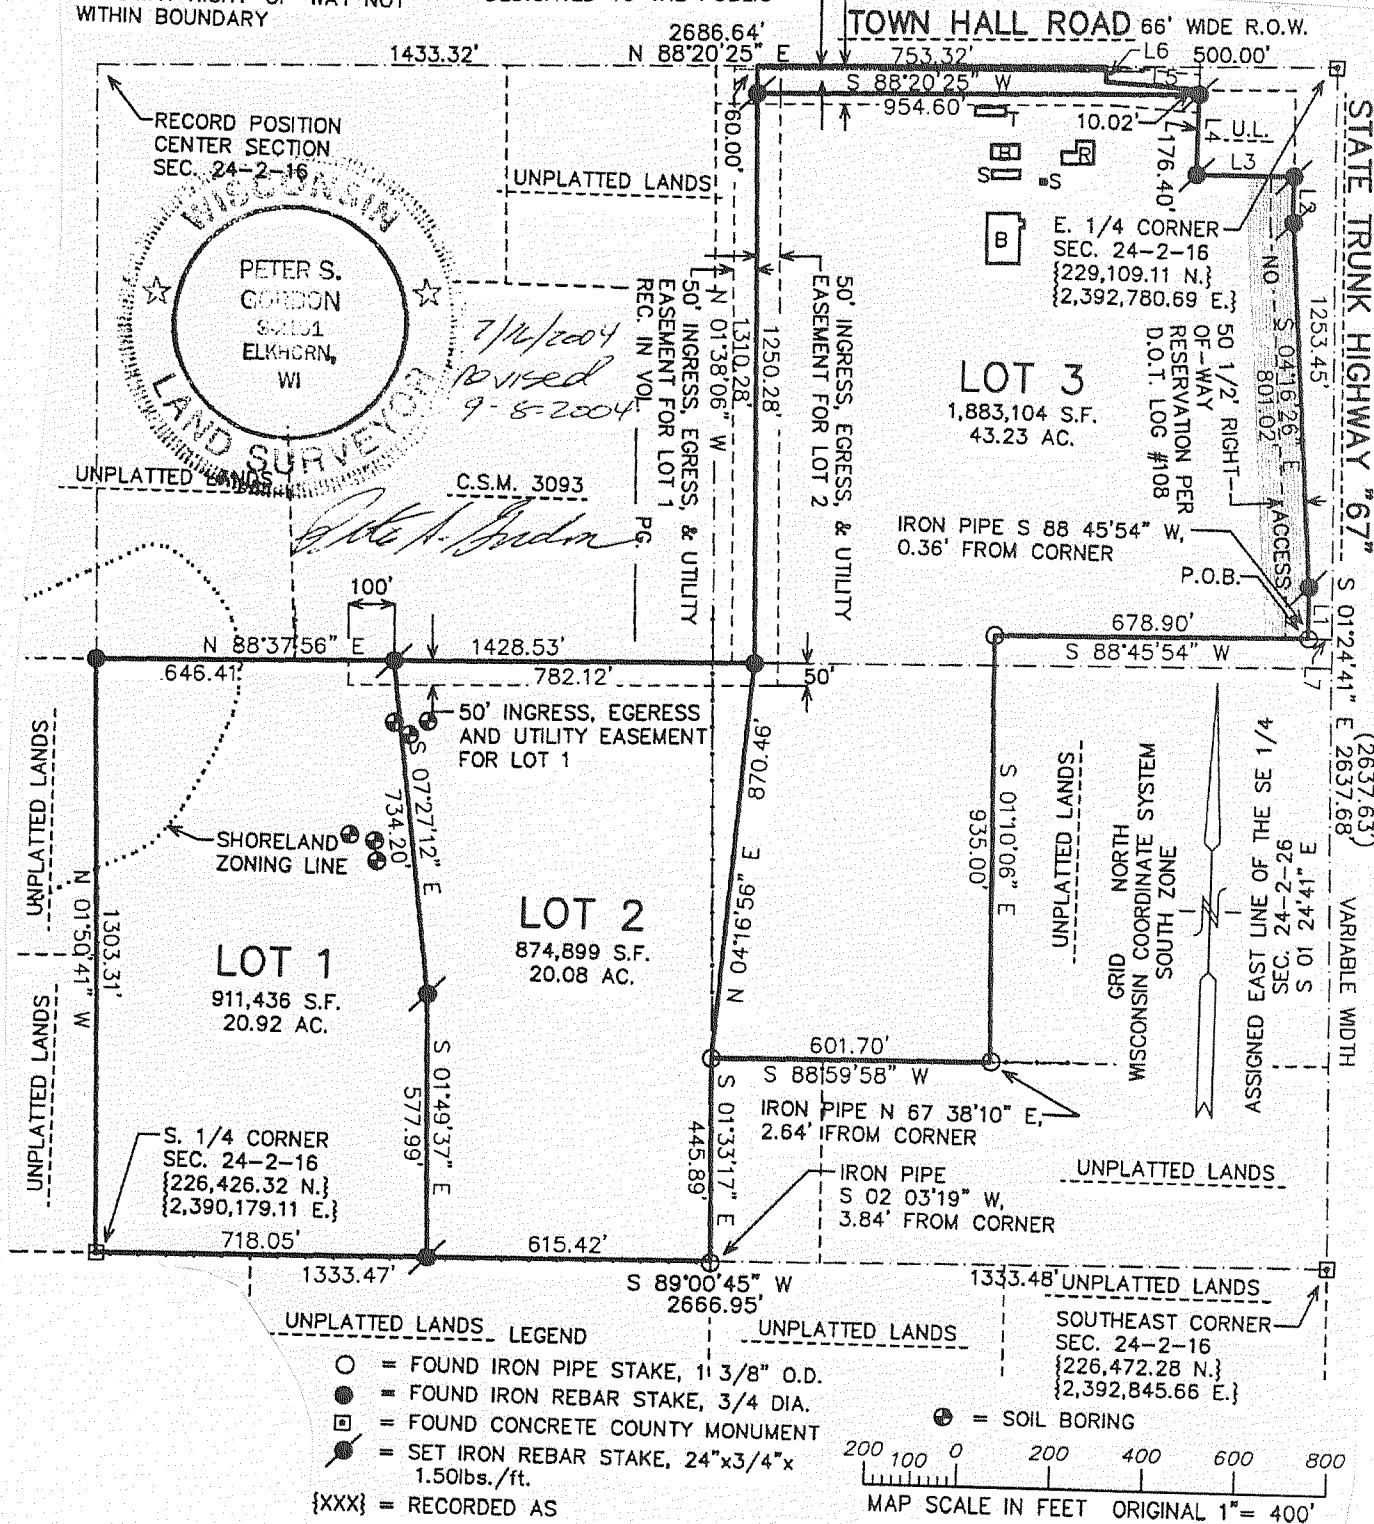 WITHIN BOUNDARY
TOWN HALL ROAD 66' WIDE R.O.W.
1433.32'
2686.64'
N 88°20'25" E
753.32'
L6
500.00'
L5
S 88°20'25" W
954.60'
10.02'
60.00'
T
B
R
S
S
B
L4
U.L.
L3
L2
176.40'
RECORD POSITION
CENTER SECTION
SEC. 24-2-16
UNPLATTED LANDS
WISCONSIN
LAND SURVEYOR
PETER S.
GORDON
ELKHORN,
WI
revised
9-8-2004
UNPLATTED LANDS
C.S.M. 3093
50' INGRESS, EGRESS, & UTILITY
EASEMENT FOR LOT 1
REC. IN VOL. PG.
N 01°38'06" W
1310.28'
1250.28'
50' INGRESS, EGRESS, & UTILITY
EASEMENT FOR LOT 2
E. 1/4 CORNER
SEC. 24-2-16
{229,109.11 N.}
{2,392,780.69 E.}
LOT 3
1,883,104 S.F.
43.23 AC.
50 1/2' RIGHT-
OF-WAY
RESERVATION PER
D.O.T. LOG #108
NO ACCESS
S 04°16'26" E
801.02'
1253.45'
STATE TRUNK HIGHWAY "67"
IRON PIPE S 88 45'54" W,
0.36' FROM CORNER
P.O.B.
L1
L7
678.90'
S 88°45'54" W
S 01°24'41" E 2637.68'
(2637.63')
VARIABLE WIDTH
100'
N 88°37'56" E
1428.53'
646.41'
782.12'
50'
50' INGRESS, EGERESS
AND UTILITY EASEMENT
FOR LOT 1
S 07°27'12" E
734.20'
SHORELAND
ZONING LINE
UNPLATTED LANDS
UNPLATTED LANDS
N 01°50'41" W
1303.31'
LOT 1
911,436 S.F.
20.92 AC.
LOT 2
874,899 S.F.
20.08 AC.
870.46'
N 04°16'56" E
S 01°10'06" E
935.00'
UNPLATTED LANDS
GRID NORTH
WISCONSIN COORDINATE SYSTEM
SOUTH ZONE
N
ASSIGNED EAST LINE OF THE SE 1/4
SEC. 24-2-26
S 01 24'41" E
601.70'
S 88°59'58" W
IRON PIPE N 67 38'10" E,
2.64' FROM CORNER
S 01°49'37" E
577.99'
S 01°33'17" E
445.89'
IRON PIPE
S 02 03'19" W,
3.84' FROM CORNER
UNPLATTED LANDS
S. 1/4 CORNER
SEC. 24-2-16
{226,426.32 N.}
{2,390,179.11 E.}
718.05'
615.42'
1333.47'
S 89°00'45" W
2666.95'
1333.48'
UNPLATTED LANDS
UNPLATTED LANDS
UNPLATTED LANDS
SOUTHEAST CORNER
SEC. 24-2-16
{226,472.28 N.}
{2,392,845.66 E.}
LEGEND
= FOUND IRON PIPE STAKE, 1 3/8" O.D.
= FOUND IRON REBAR STAKE, 3/4 DIA.
= FOUND CONCRETE COUNTY MONUMENT
= SET IRON REBAR STAKE, 24"x3/4"x
1.50lbs./ft.
{XXX} = RECORDED AS
= SOIL BORING
200 100 0 200 400 600 800
MAP SCALE IN FEET ORIGINAL 1"= 400'